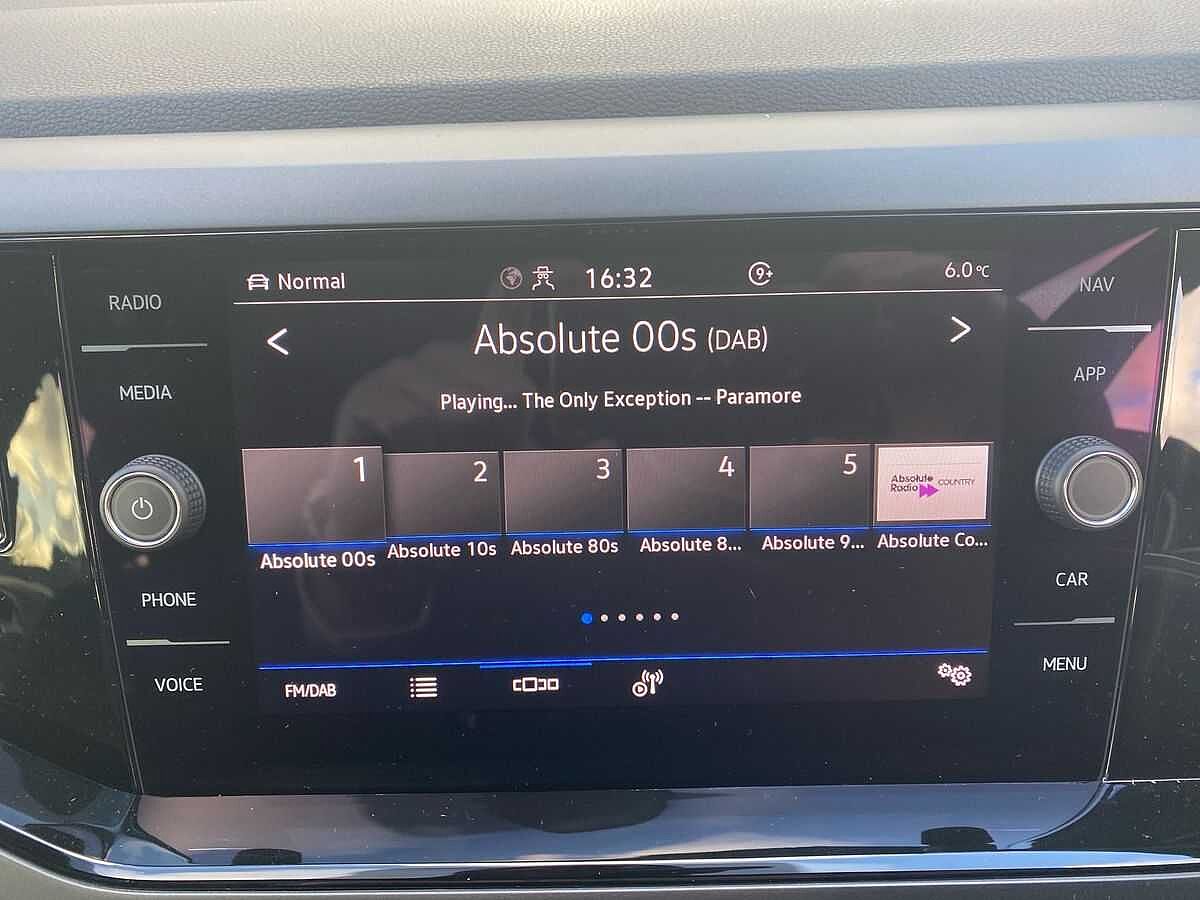 Normal
16:32
9+
6.0°C
RADIO
MEDIA
PHONE
VOICE
Absolute 00s (DAB)
Playing... The Only Exception -- Paramore
1
2
3
4
5
Absolute Radio COUNTRY
Absolute 00s
Absolute 10s
Absolute 80s
Absolute 8...
Absolute 9...
Absolute Co...
FM/DAB
NAV
APP
CAR
MENU